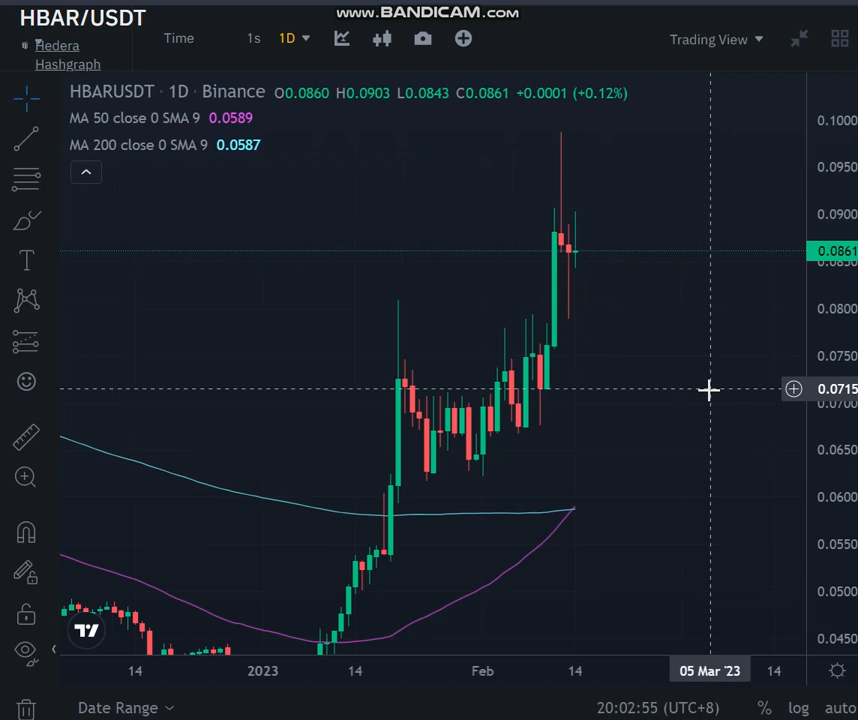 www.BANDICAM.com
HBAR/USDT
Hedera
Hashgraph
Time 1s 1D Trading View
HBARUSDT · 1D · Binance O0.0860 H0.0903 L0.0843 C0.0861 +0.0001 (+0.12%)
MA 50 close 0 SMA 9 0.0589
MA 200 close 0 SMA 9 0.0587
0.1000
0.0950
0.0900
0.0861
0.0850
0.0800
0.0750
0.0715
0.0700
0.0650
0.0600
0.0550
0.0500
0.0450
14 2023 14 Feb 14 05 Mar '23 14
Date Range 20:02:55 (UTC+8) % log auto